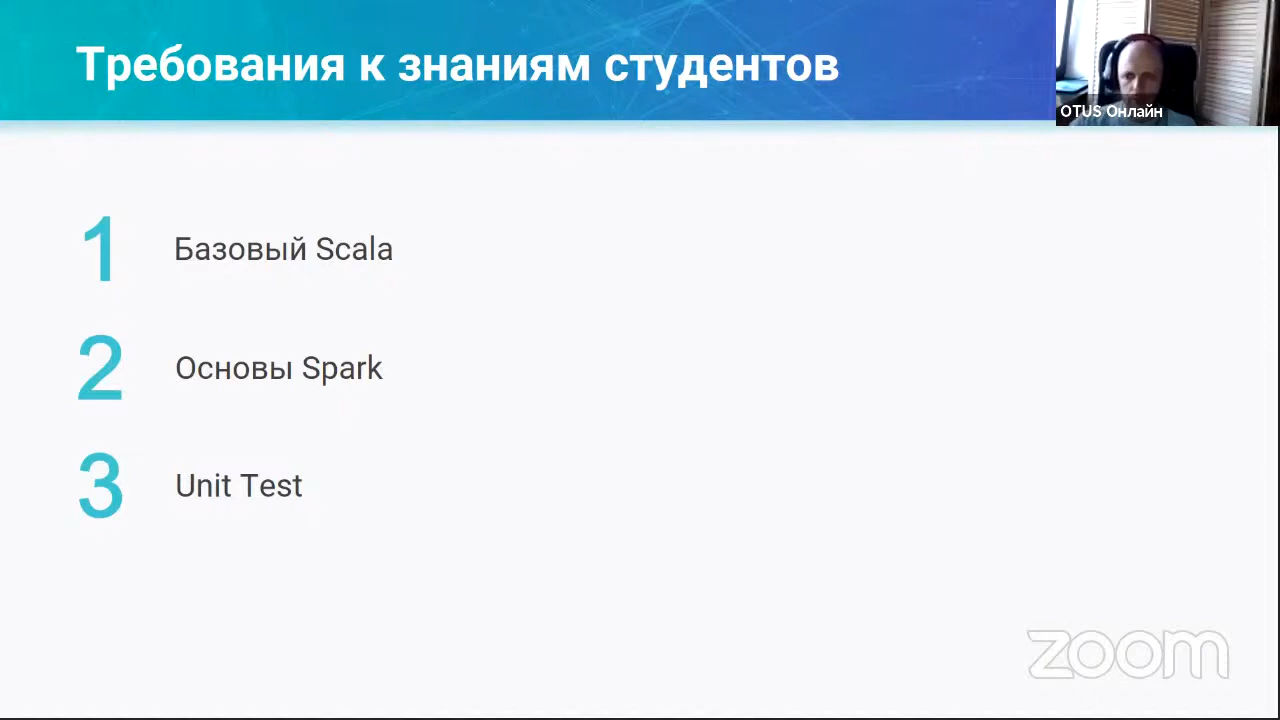 Требования к знаниям студентов
OTUS Онлайн
1 Базовый Scala
2 Основы Spark
3 Unit Test
zoom